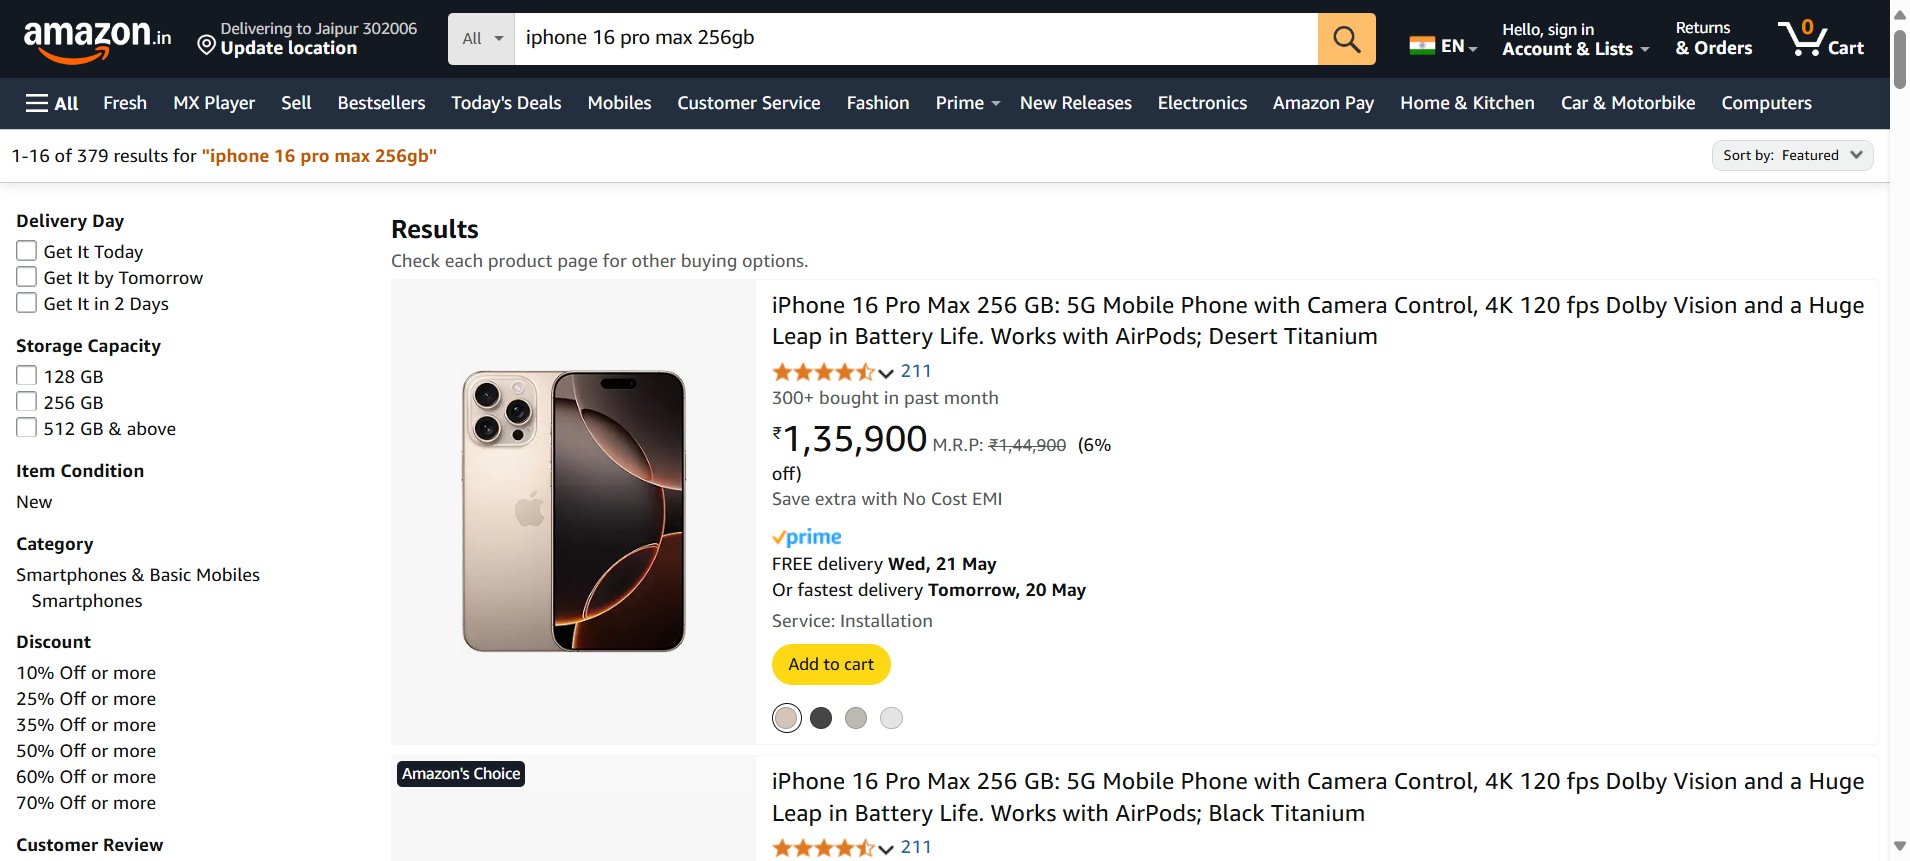 amazon.in
Delivering to Jaipur 302006
Update location
All
iphone 16 pro max 256gb
EN
Hello, sign in
Account & Lists
Returns
& Orders
0
Cart
All
Fresh
MX Player
Sell
Bestsellers
Today's Deals
Mobiles
Customer Service
Fashion
Prime
New Releases
Electronics
Amazon Pay
Home & Kitchen
Car & Motorbike
Computers
1-16 of 379 results for "iphone 16 pro max 256gb"
Sort by: Featured
Delivery Day
Get It Today
Get It by Tomorrow
Get It in 2 Days
Storage Capacity
128 GB
256 GB
512 GB & above
Item Condition
New
Category
Smartphones & Basic Mobiles
Smartphones
Discount
10% Off or more
25% Off or more
35% Off or more
50% Off or more
60% Off or more
70% Off or more
Customer Review
Results
Check each product page for other buying options.
iPhone 16 Pro Max 256 GB: 5G Mobile Phone with Camera Control, 4K 120 fps Dolby Vision and a Huge
Leap in Battery Life. Works with AirPods; Desert Titanium
211
300+ bought in past month
₹1,35,900 M.R.P: ₹1,44,900 (6%
off)
Save extra with No Cost EMI
prime
FREE delivery Wed, 21 May
Or fastest delivery Tomorrow, 20 May
Service: Installation
Add to cart
Amazon's Choice
iPhone 16 Pro Max 256 GB: 5G Mobile Phone with Camera Control, 4K 120 fps Dolby Vision and a Huge
Leap in Battery Life. Works with AirPods; Black Titanium
211